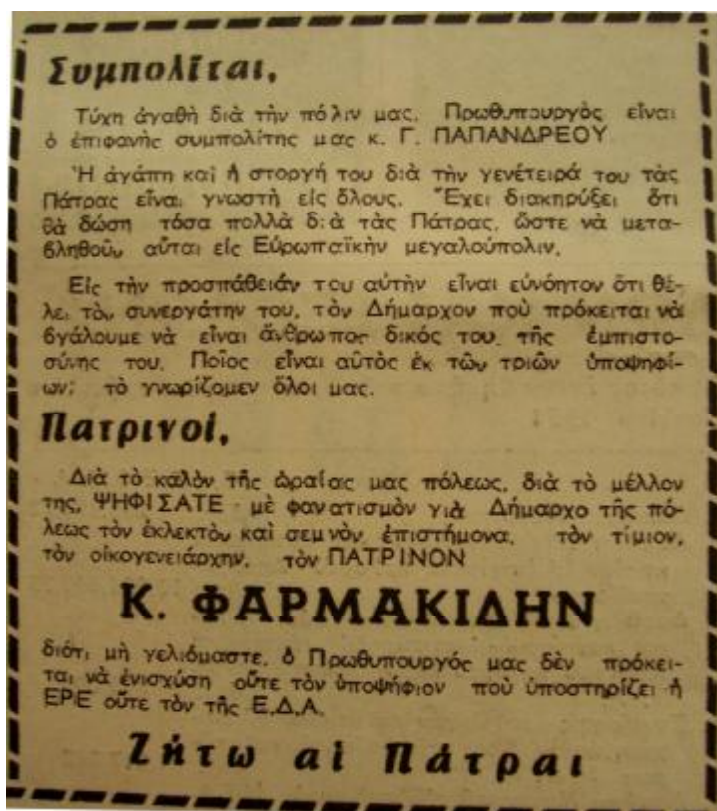 Συμπολῖται,
Τύχη ἀγαθὴ διὰ τὴν πόλιν μας. Πρωθυπουργὸς εἶναι
ὁ ἐπιφανὴς συμπολίτης μας κ. Γ. ΠΑΠΑΝΔΡΕΟΥ
Ἡ ἀγάπη καὶ ἡ στοργή του διὰ τὴν γενέτειρά του τὰς
Πάτρας εἶναι γνωστὴ εἰς ὅλους. Ἔχει διακηρύξει ὅτι
θὰ δώση τόσα πολλὰ διὰ τὰς Πάτρας, ὥστε νὰ μετα-
βληθοῦν αὗται εἰς Εὐρωπαϊκὴν μεγαλούπολιν.
Εἰς τὴν προσπάθειάν του αὐτὴν εἶναι εὐνόητον ὅτι θέ-
λει τὸν συνεργάτην του, τὸν Δήμαρχον ποὺ πρόκειται νὰ
βγάλουμε νὰ εἶναι ἄνθρωπος δικός του, τῆς ἐμπιστο-
σύνης του. Ποῖος εἶναι αὐτὸς ἐκ τῶν τριῶν ὑποψηφί-
ων; τὸ γνωρίζομεν ὅλοι μας.
Πατρινοί,
Διὰ τὸ καλὸν τῆς ὡραίας μας πόλεως, διὰ τὸ μέλλον
της, ΨΗΦΙΣΑΤΕ μὲ φανατισμὸν γιὰ Δήμαρχο τῆς πό-
λεως τὸν ἐκλεκτὸν καὶ σεμνὸν ἐπιστήμονα, τὸν τίμιον,
τὸν οἰκογενειάρχην, τὸν ΠΑΤΡΙΝΟΝ
Κ. ΦΑΡΜΑΚΙΔΗΝ
διότι μὴ γελιόμαστε, ὁ Πρωθυπουργός μας δὲν πρόκει-
ται νὰ ἐνισχύση οὔτε τὸν ὑποψήφιον ποὺ ὑποστηρίζει ἡ
ΕΡΕ οὔτε τὸν τῆς Ε.Δ.Α.
Ζήτω αἱ Πάτραι